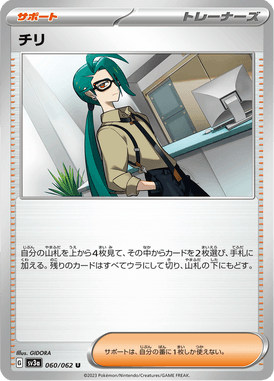 サポート
トレーナーズ
チリ
自分の山札を上から4枚見て、その中からカードを2枚選び、手札に
加える。残りのカードはすべてウラにして切り、山札の下にもどす。
サポートは、自分の番に1枚しか使えない。
Illus. GIDORA
G sv3a 060/062 U
©2023 Pokémon/Nintendo/Creatures/GAME FREAK.